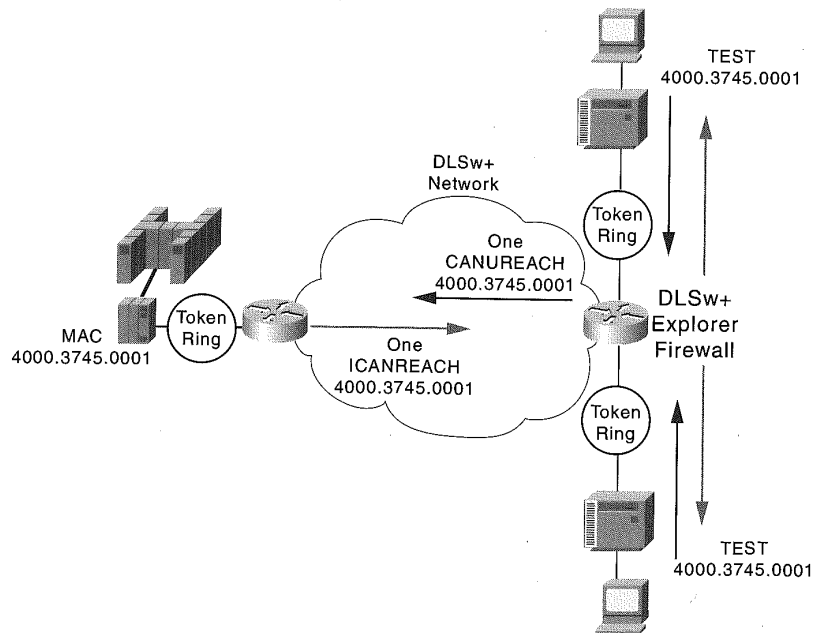 TEST
4000.3745.0001
DLSw+
Network
Token
Ring
One
CANUREACH
4000.3745.0001
DLSw+
Explorer
Firewall
MAC
4000.3745.0001
Token
Ring
One
ICANREACH
4000.3745.0001
Token
Ring
TEST
4000.3745.0001